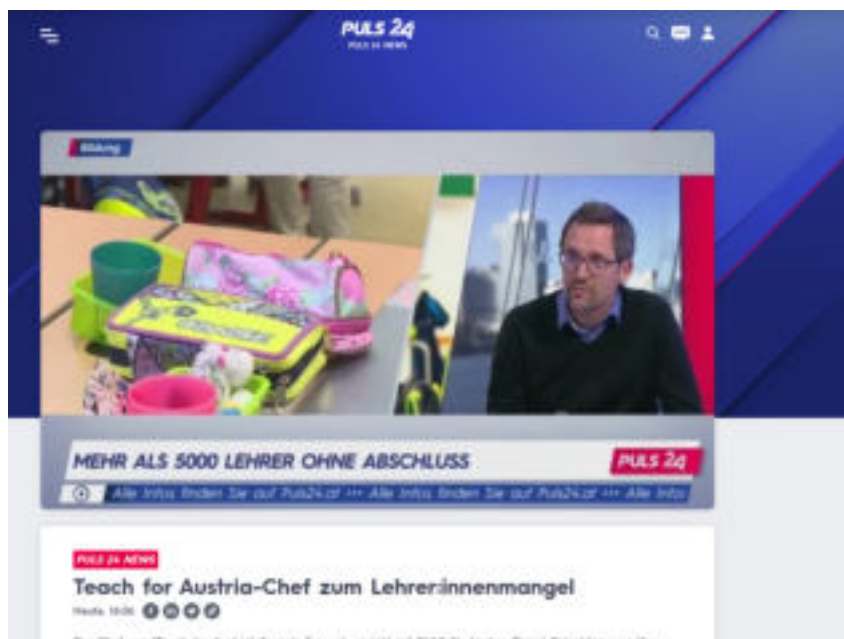 PULS 24
PULS 24 NEWS
Bildung
MEHR ALS 5000 LEHRER OHNE ABSCHLUSS
PULS 24
Alle Infos finden Sie auf Puls24.at +++ Alle Infos finden Sie auf Puls24.at +++ Alle Infos
PULS 24 NEWS
Teach for Austria-Chef zum Lehrer:innenmangel
Heute,